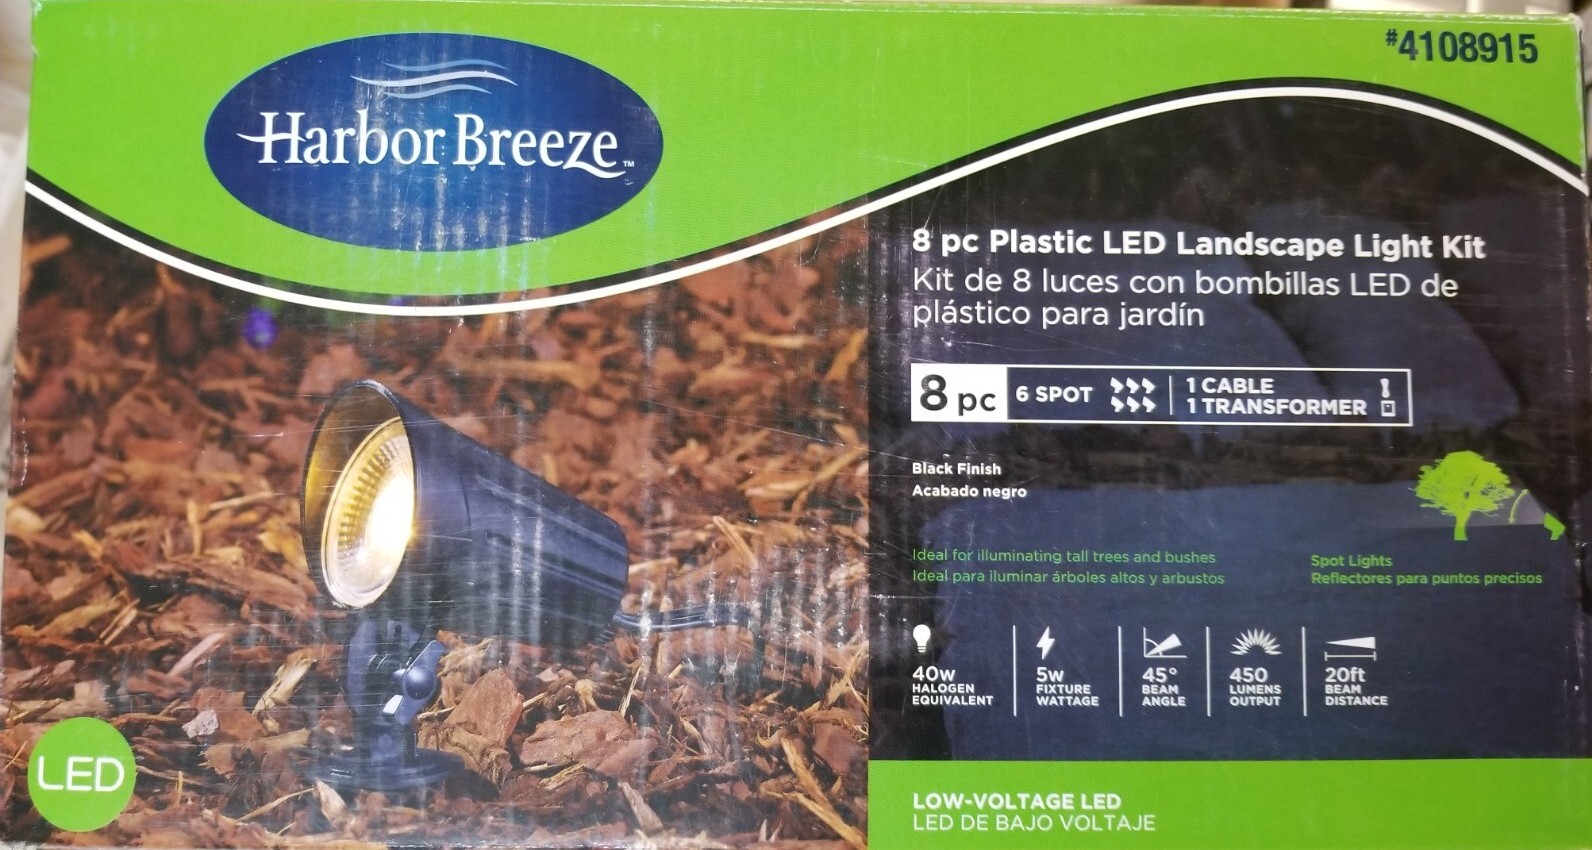 #4108915
Harbor Breeze™
8 pc Plastic LED Landscape Light Kit
Kit de 8 luces con bombillas LED de
plástico para jardín
8 pc
6 SPOT
1 CABLE
1 TRANSFORMER
Black Finish
Acabado negro
Ideal for illuminating tall trees and bushes
Ideal para iluminar árboles altos y arbustos
Spot Lights
Reflectores para puntos precisos
40w
HALOGEN
EQUIVALENT
5w
FIXTURE
WATTAGE
45°
BEAM
ANGLE
450
LUMENS
OUTPUT
20ft
BEAM
DISTANCE
LED
LOW-VOLTAGE LED
LED DE BAJO VOLTAJE